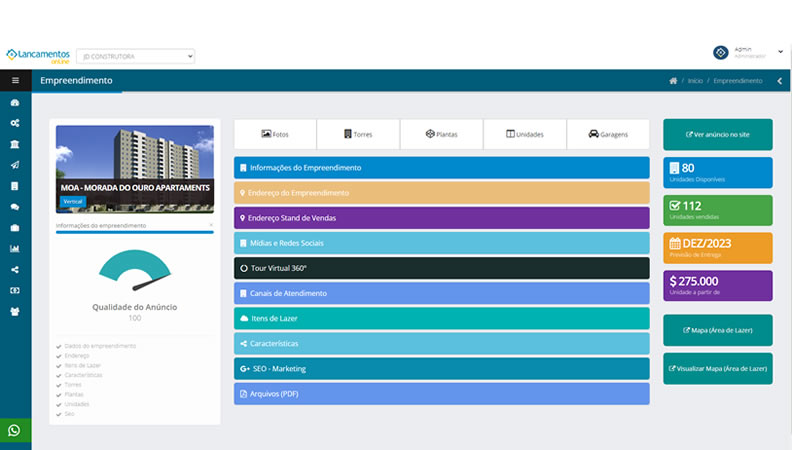 Lancamentos
online
JD CONSTRUTORA
Admin
Administrador
Empreendimento
Início / Empreendimento
MOA - MORADA DO OURO APARTAMENTS
Vertical
Informações do empreendimento
Qualidade do Anúncio
100
Dados do empreendimento
Endereço
Itens de Lazer
Características
Torres
Plantas
Unidades
Seo
Fotos
Torres
Plantas
Unidades
Garagens
Informações do Empreendimento
Endereço do Empreendimento
Endereço Stand de Vendas
Mídias e Redes Sociais
Tour Virtual 360°
Canais de Atendimento
Itens de Lazer
Características
SEO - Marketing
Arquivos (PDF)
Ver anúncio no site
80
Unidades Disponíveis
112
Unidades vendidas
DEZ/2023
Previsão de Entrega
$ 275.000
Unidade a partir de
Mapa (Área de Lazer)
Visualizar Mapa (Área de Lazer)